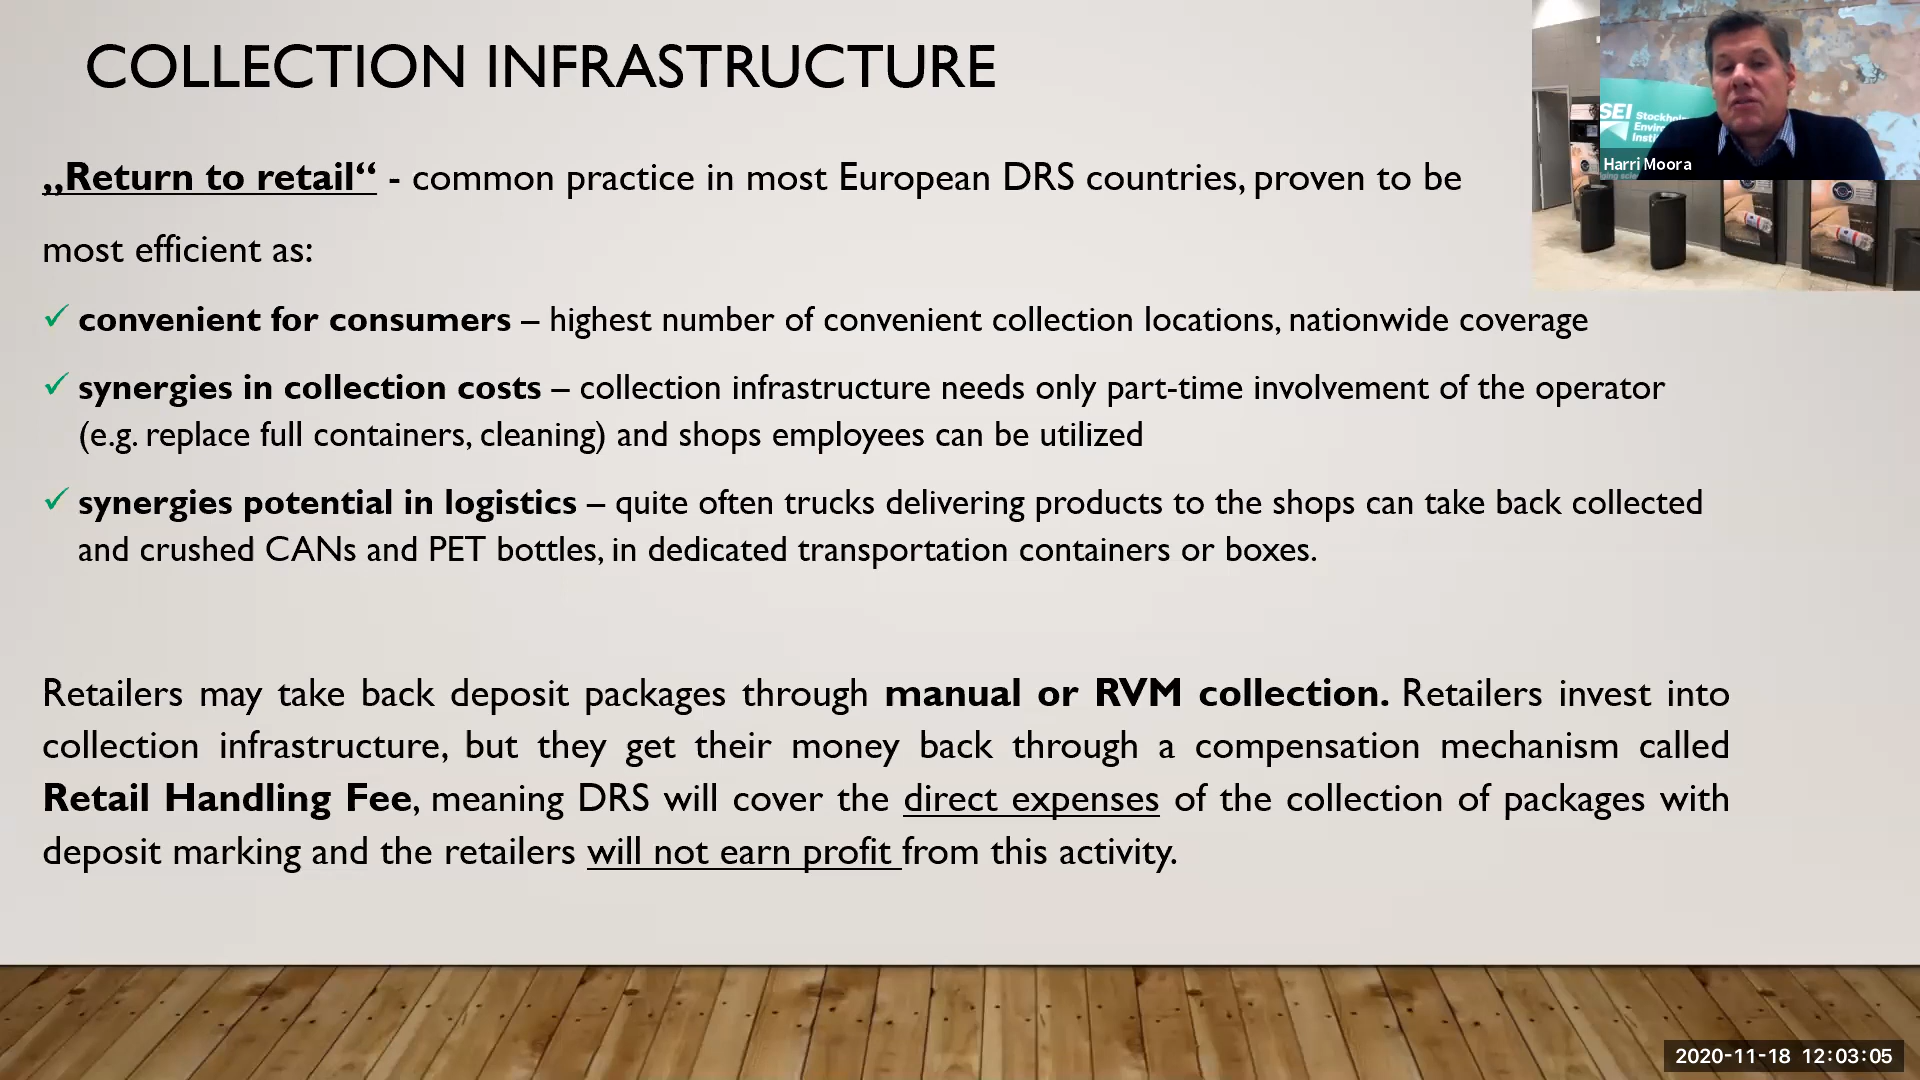 COLLECTION INFRASTRUCTURE
„Return to retail“ - common practice in most European DRS countries, proven to be
most efficient as:
✓ convenient for consumers – highest number of convenient collection locations, nationwide coverage
✓ synergies in collection costs – collection infrastructure needs only part-time involvement of the operator
(e.g. replace full containers, cleaning) and shops employees can be utilized
✓ synergies potential in logistics – quite often trucks delivering products to the shops can take back collected
and crushed CANs and PET bottles, in dedicated transportation containers or boxes.
Retailers may take back deposit packages through manual or RVM collection. Retailers invest into
collection infrastructure, but they get their money back through a compensation mechanism called
Retail Handling Fee, meaning DRS will cover the direct expenses of the collection of packages with
deposit marking and the retailers will not earn profit from this activity.
SEI
Harri Moora
2020-11-18 12:03:05